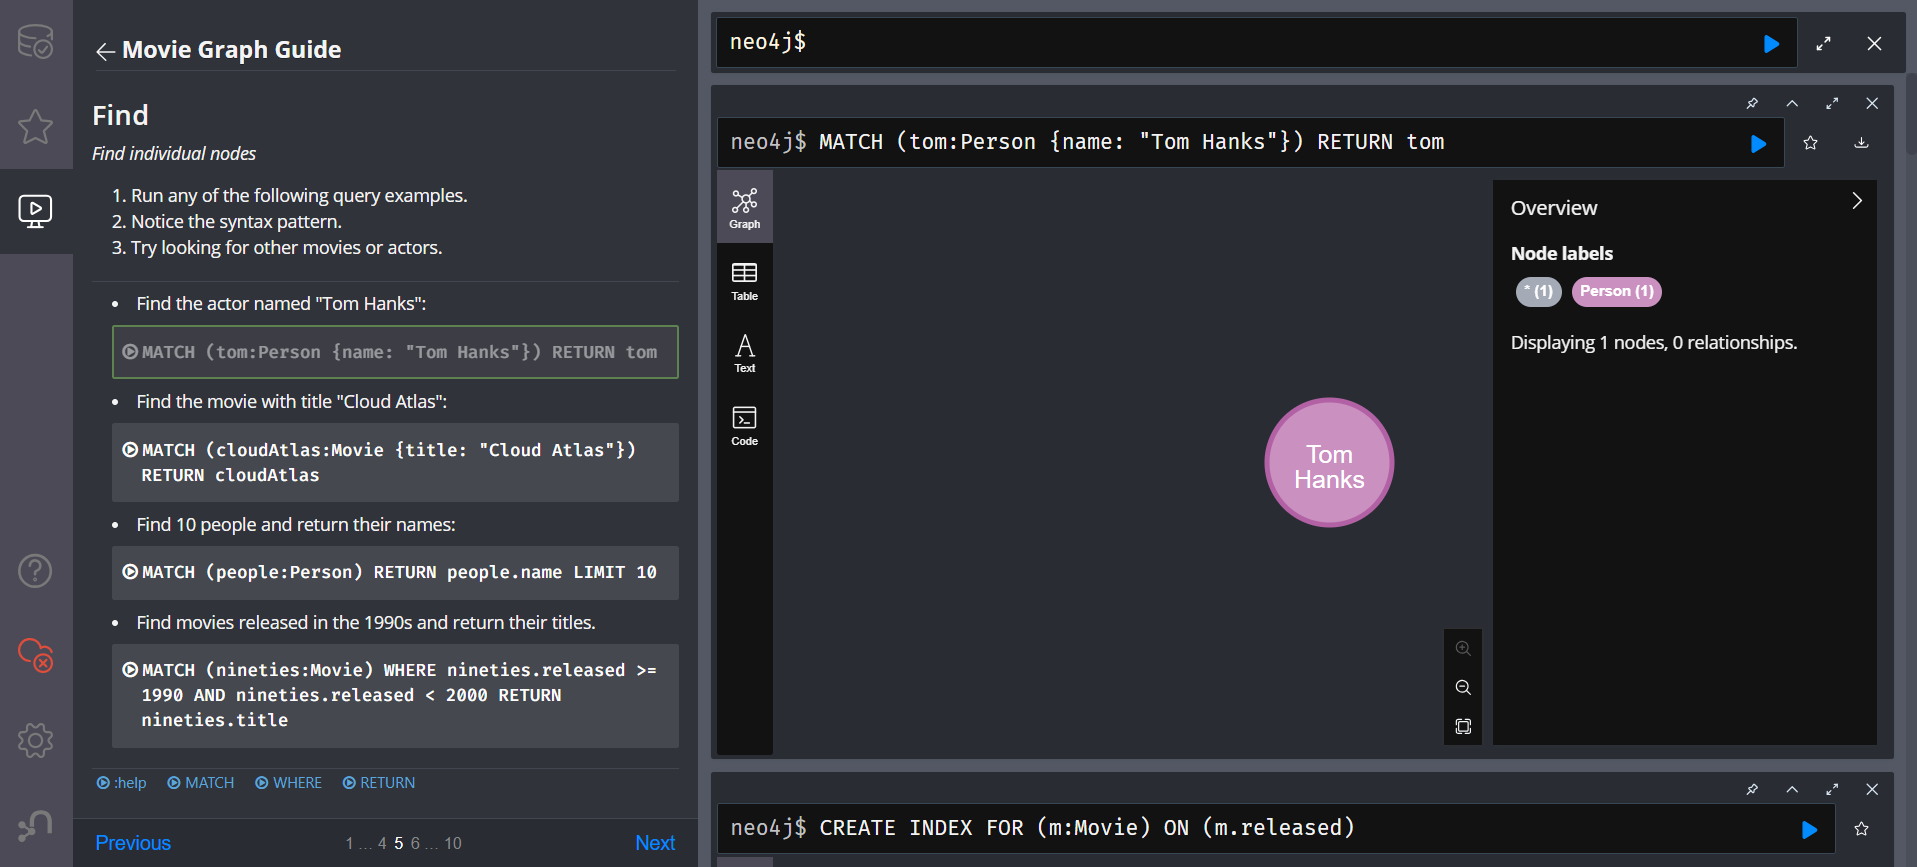 Movie Graph Guide
Find
Find individual nodes
1. Run any of the following query examples.
2. Notice the syntax pattern.
3. Try looking for other movies or actors.
• Find the actor named "Tom Hanks":
MATCH (tom:Person {name: "Tom Hanks"}) RETURN tom
• Find the movie with title "Cloud Atlas":
MATCH (cloudAtlas:Movie {title: "Cloud Atlas"})
RETURN cloudAtlas
• Find 10 people and return their names:
MATCH (people:Person) RETURN people.name LIMIT 10
• Find movies released in the 1990s and return their titles.
MATCH (nineties:Movie) WHERE nineties.released >=
1990 AND nineties.released < 2000 RETURN
nineties.title
:help MATCH WHERE RETURN
Previous 1 ... 4 5 6 ... 10 Next
neo4j$
neo4j$ MATCH (tom:Person {name: "Tom Hanks"}) RETURN tom
Graph
Table
Text
Code
Tom
Hanks
Overview
Node labels
* (1) Person (1)
Displaying 1 nodes, 0 relationships.
neo4j$ CREATE INDEX FOR (m:Movie) ON (m.released)